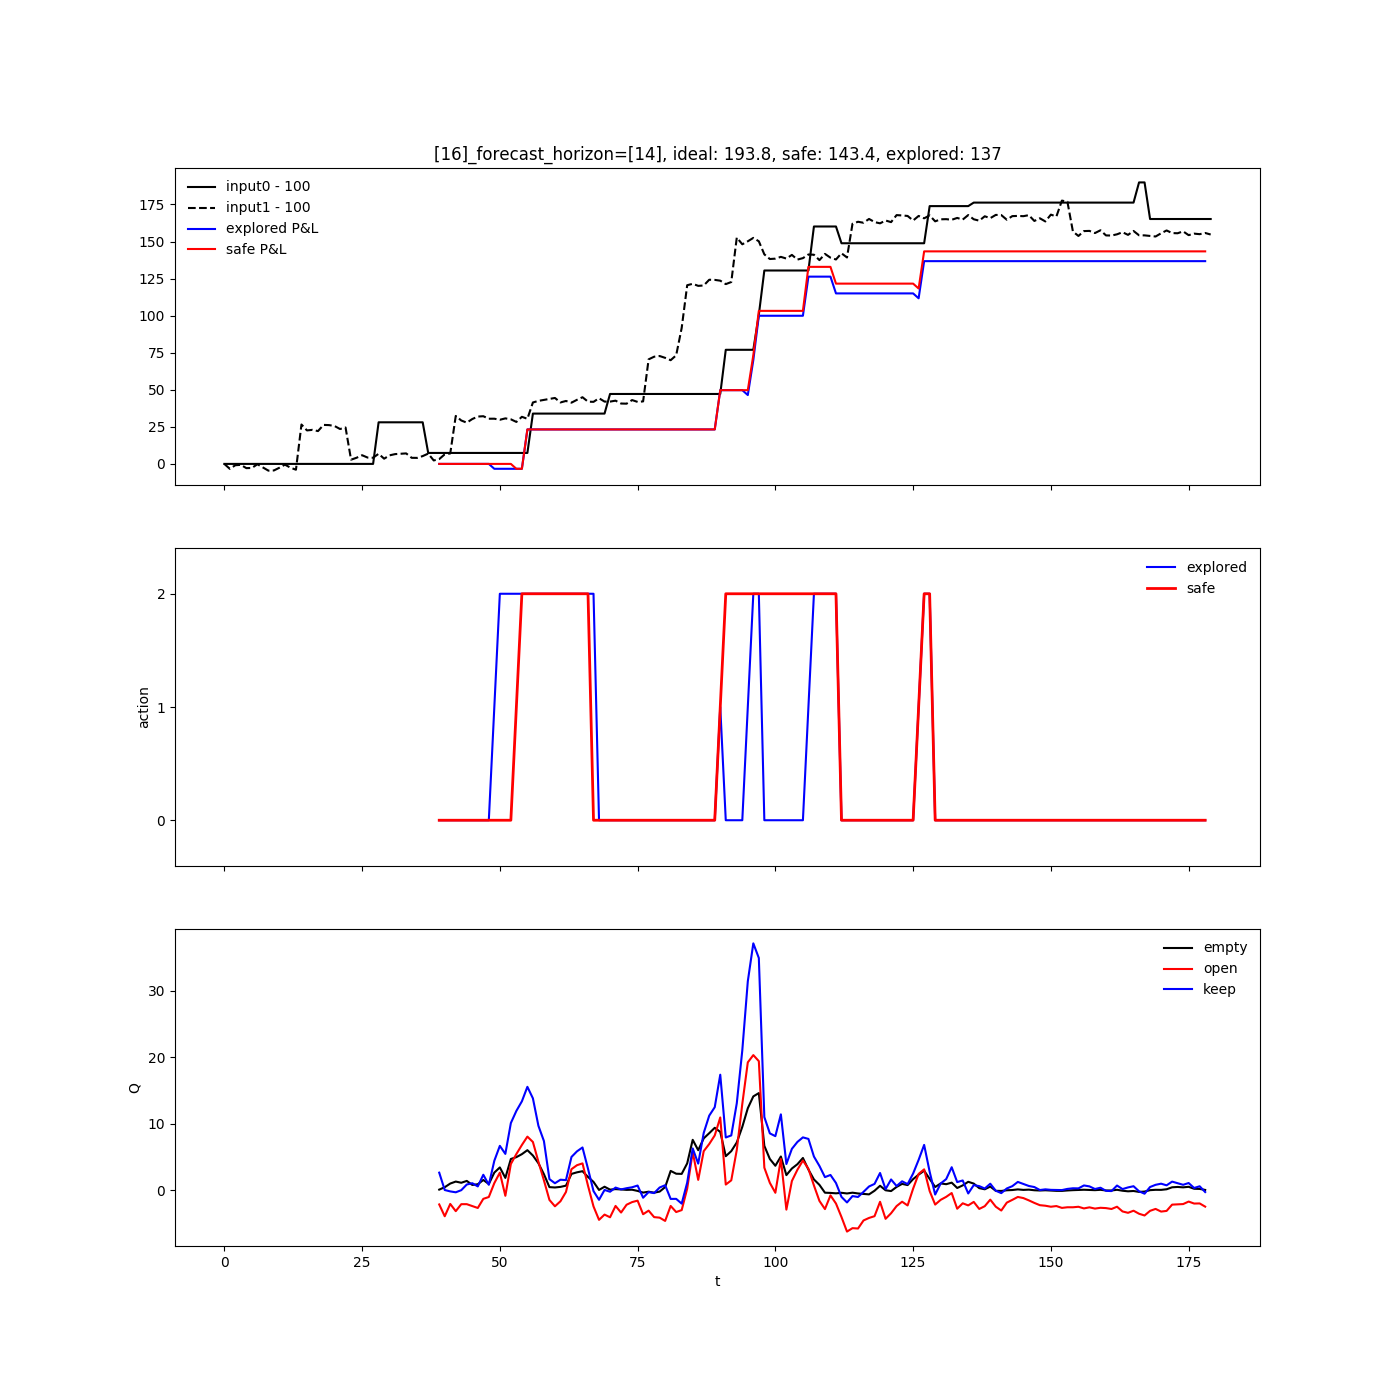 [16]_forecast_horizon=[14], ideal: 193.8, safe: 143.4, explored: 137
input0 - 100
input1 - 100
explored P&L
safe P&L
175
150
125
100
75
50
25
0
explored
safe
2
1
0
action
empty
open
keep
30
20
10
0
Q
0 25 50 75 100 125 150 175
t